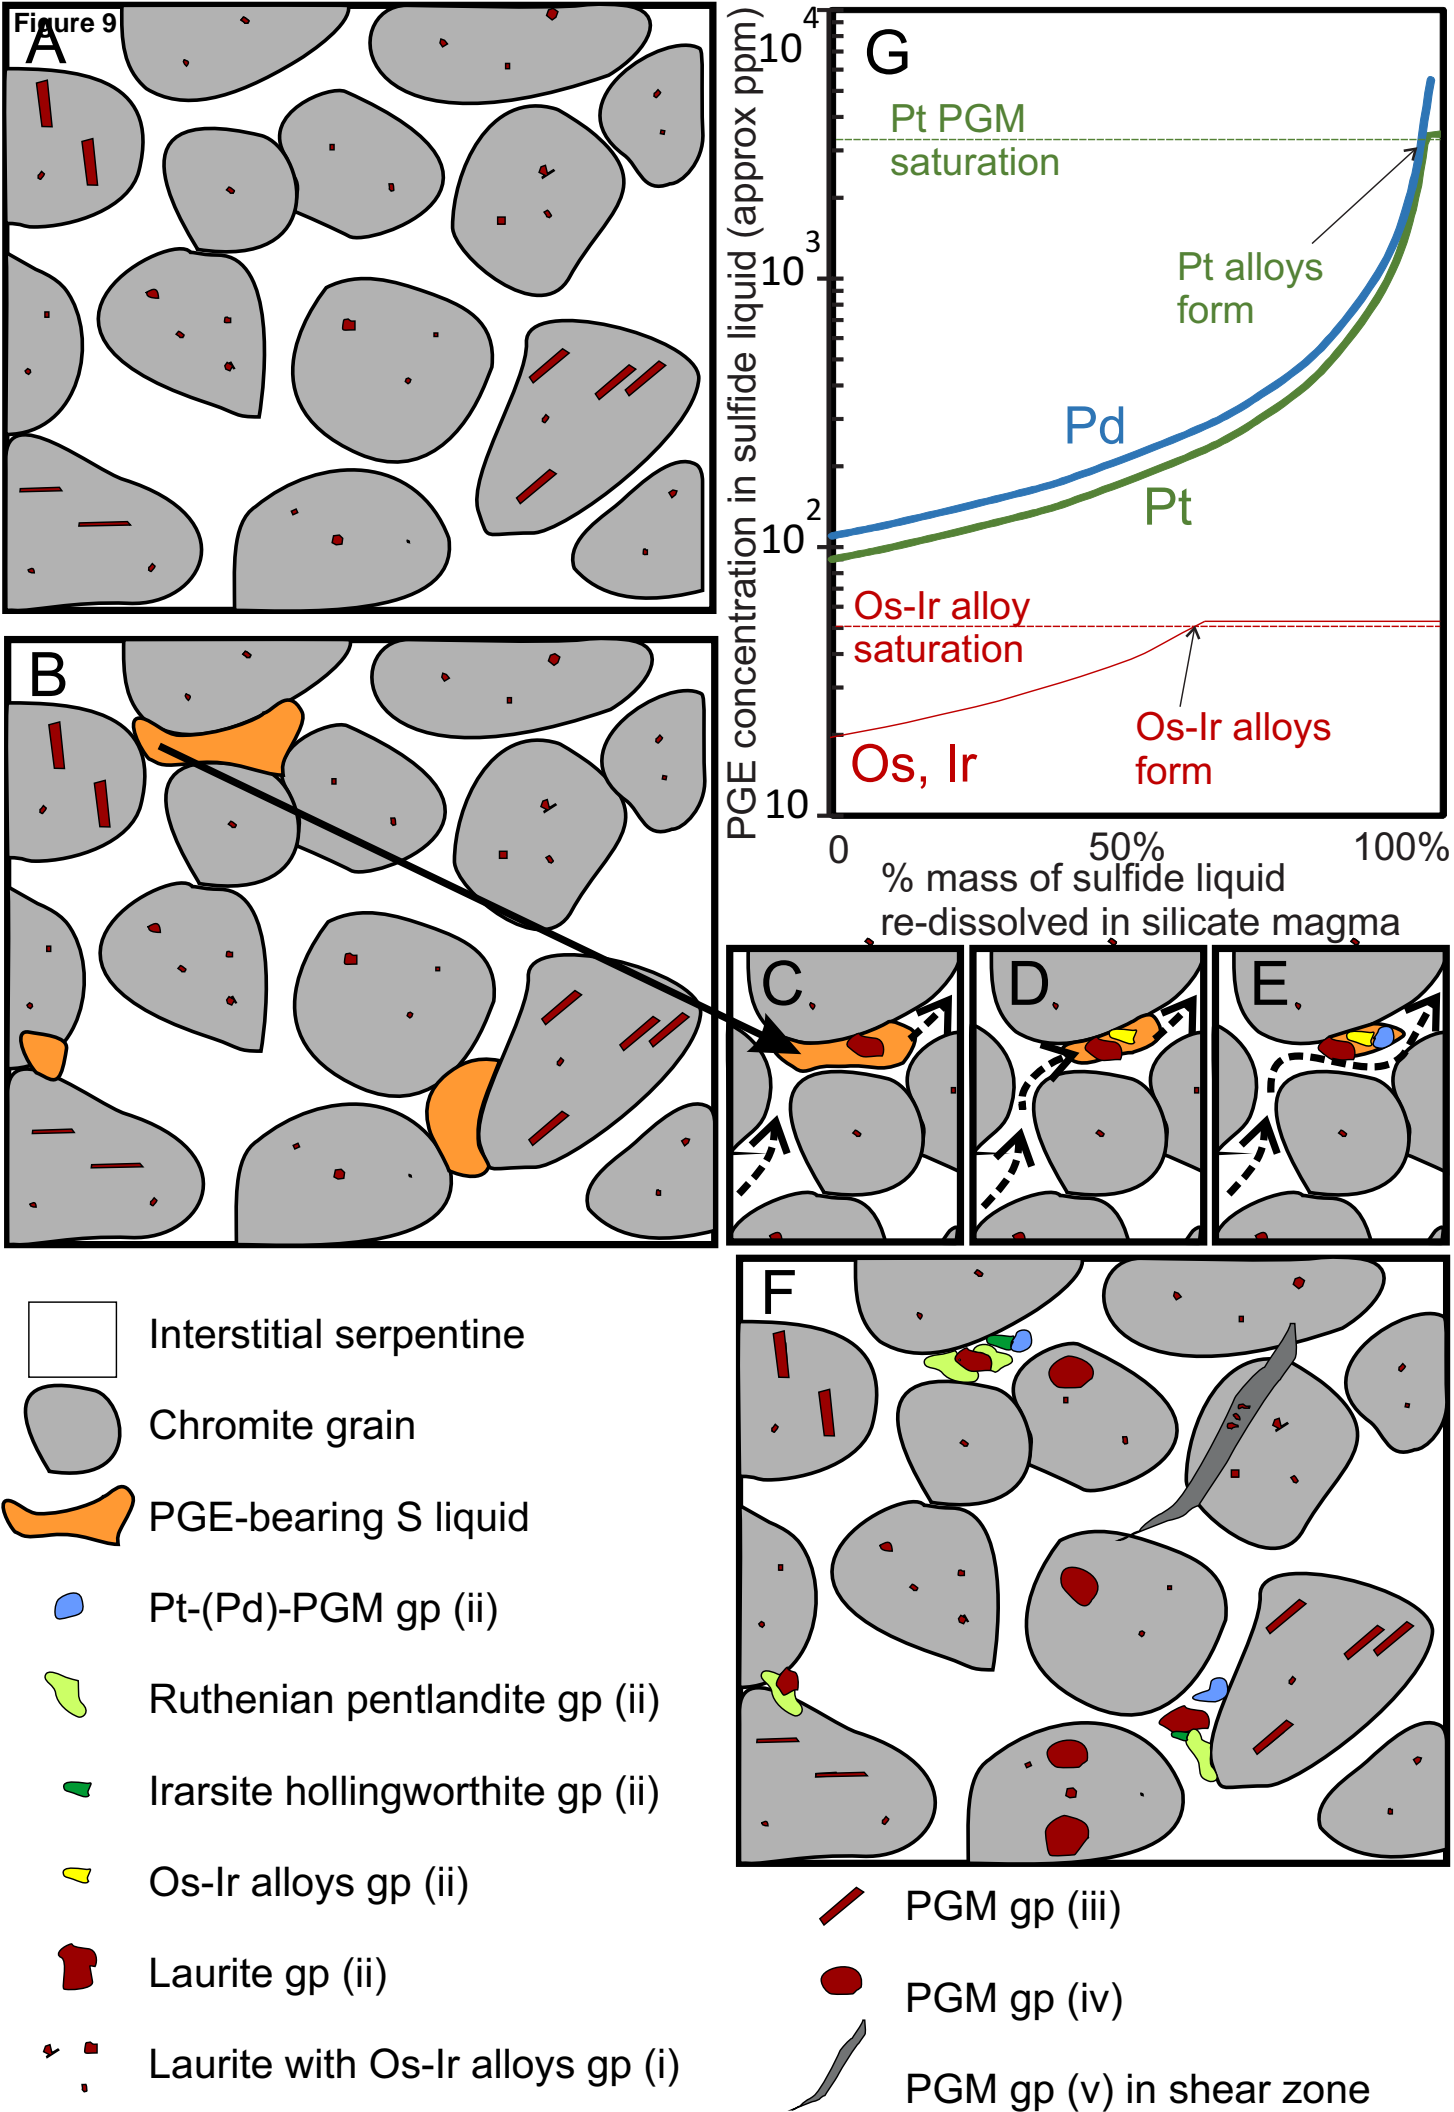 Figure 9
A
G
PGE concentration in sulfide liquid (approx ppm)
10 4
10 3
10 2
10
Pt PGM
saturation
Pt alloys
form
Pd
Pt
Os-Ir alloy
saturation
Os-Ir alloys
form
Os, Ir
0
50%
100%
% mass of sulfide liquid
re-dissolved in silicate magma
B
C
D
E
F
Interstitial serpentine
Chromite grain
PGE-bearing S liquid
Pt-(Pd)-PGM gp (ii)
Ruthenian pentlandite gp (ii)
Irarsite hollingworthite gp (ii)
Os-Ir alloys gp (ii)
Laurite gp (ii)
Laurite with Os-Ir alloys gp (i)
PGM gp (iii)
PGM gp (iv)
PGM gp (v) in shear zone